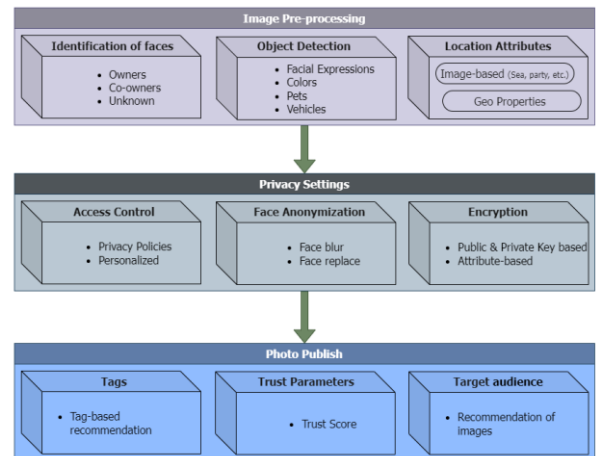 Image Pre-processing
Identification of faces
Owners
Co-owners
Unknown
Object Detection
Facial Expressions
Colors
Pets
Vehicles
Location Attributes
Image-based (Sea, party, etc.)
Geo Properties
Privacy Settings
Access Control
Privacy Policies
Personalized
Face Anonymization
Face blur
Face replace
Encryption
Public & Private Key based
Attribute-based
Photo Publish
Tags
Tag-based
recommendation
Trust Parameters
Trust Score
Target audience
Recommendation of
images